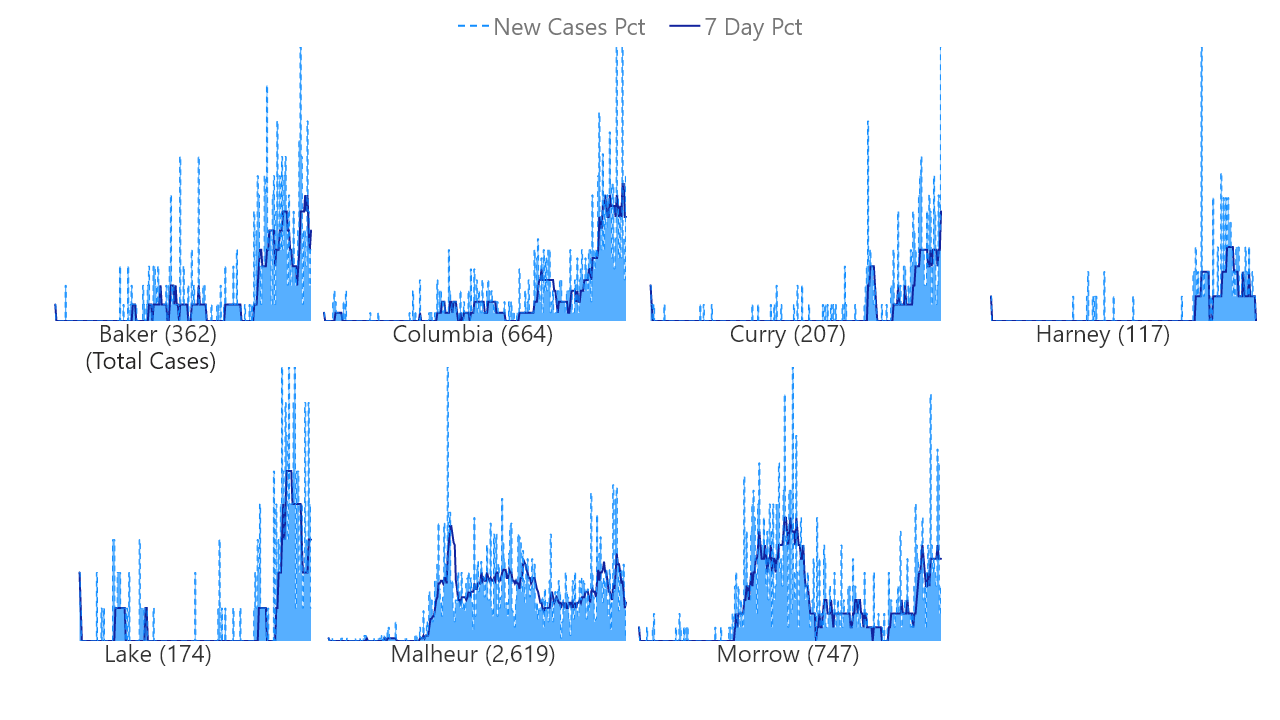 New Cases Pct 7 Day Pct
Baker (362) Columbia (664) Curry (207) Harney (117)
(Total Cases)
Lake (174) Malheur (2,619) Morrow (747)